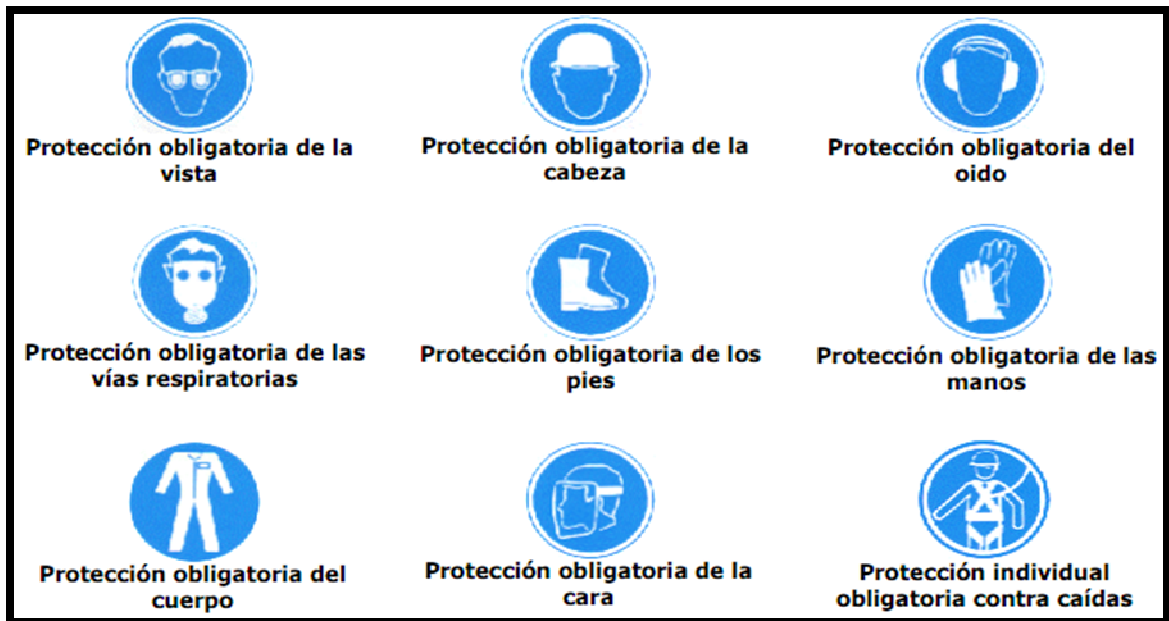 Protección obligatoria de la
vista
Protección obligatoria de la
cabeza
Protección obligatoria del
oido
Protección obligatoria de las
vías respiratorias
Protección obligatoria de los
pies
Protección obligatoria de las
manos
Protección obligatoria del
cuerpo
Protección obligatoria de la
cara
Protección individual
obligatoria contra caídas